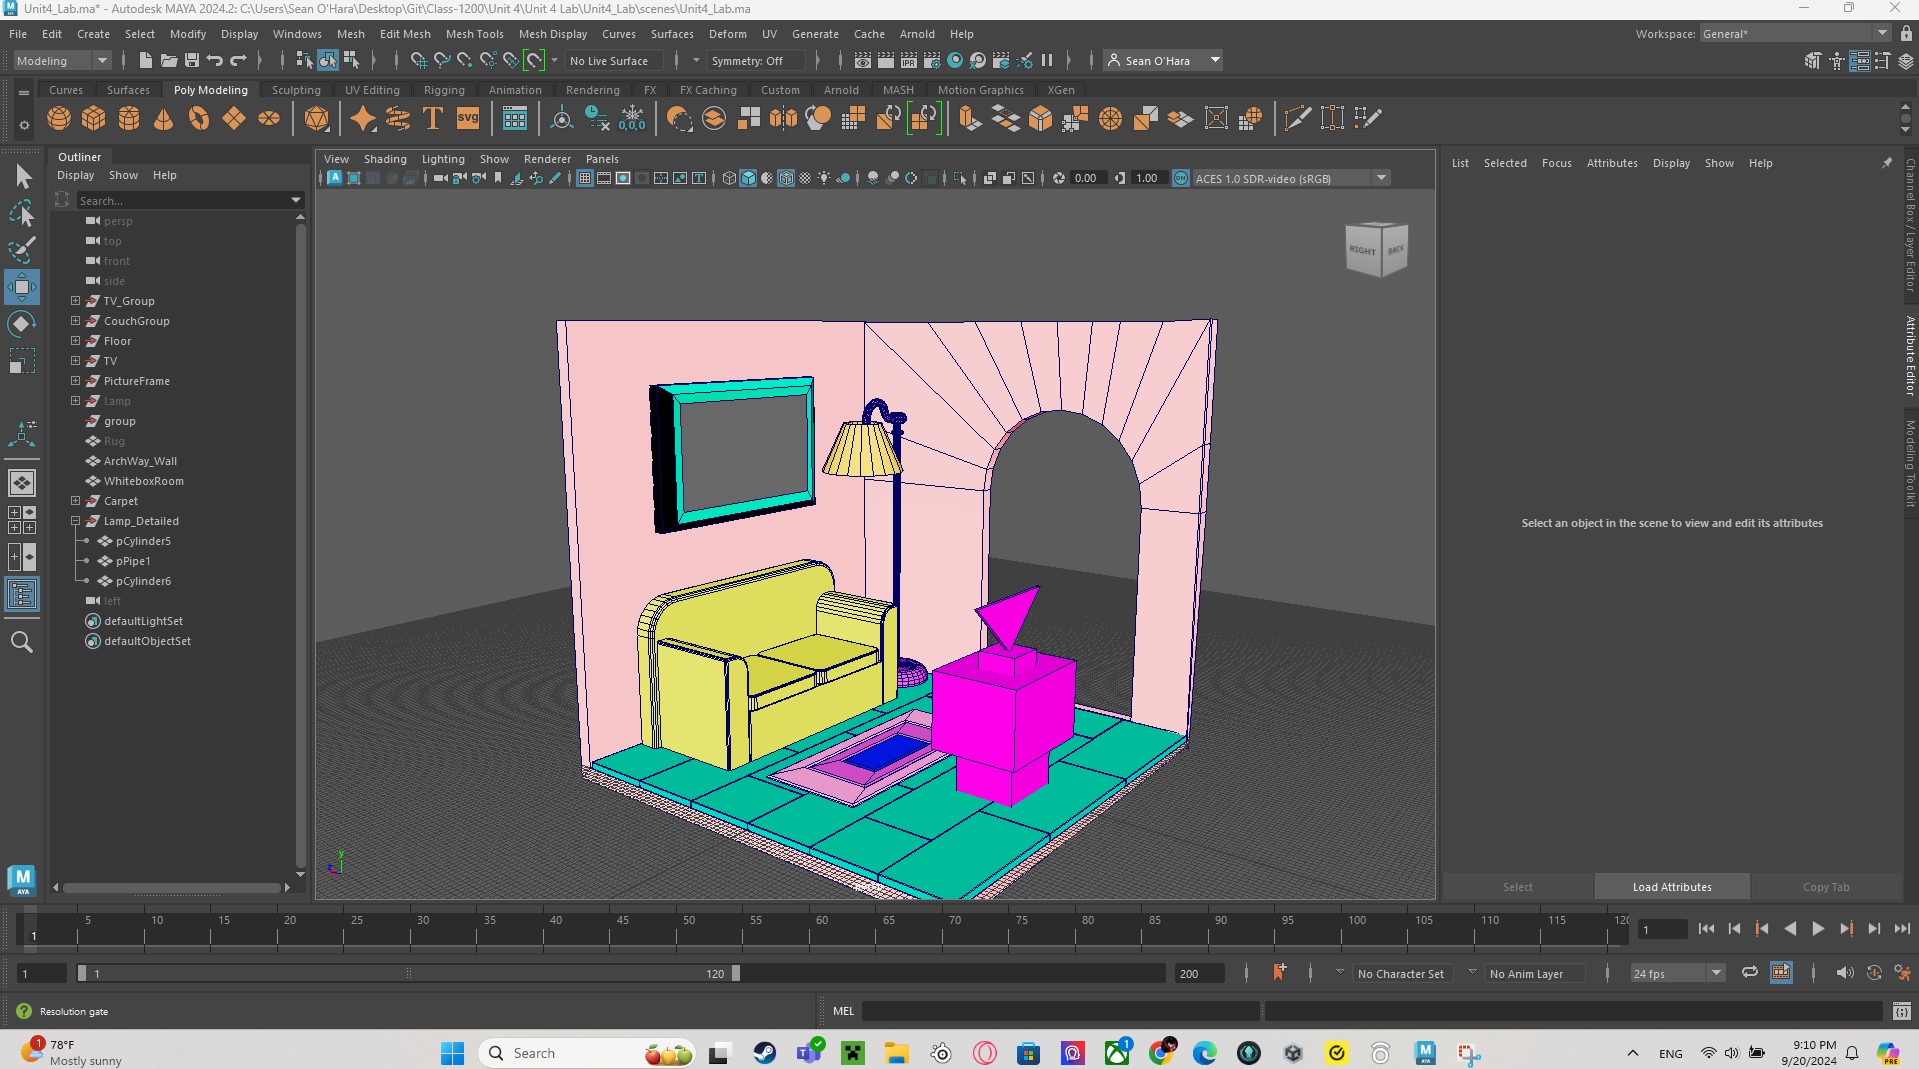 Unit4_Lab.ma* - Autodesk MAYA 2024.2: C:\Users\Sean O'Hara\Desktop\Git\Class-1200\Unit 4\Unit 4 Lab\Unit4_Lab\scenes\Unit4_Lab.ma
File Edit Create Select Modify Display Windows Mesh Edit Mesh Mesh Tools Mesh Display Curves Surfaces Deform UV Generate Cache Arnold Help Workspace: General*
Modeling No Live Surface Symmetry: Off IPR Sean O'Hara
Curves Surfaces Poly Modeling Sculpting UV Editing Rigging Animation Rendering FX FX Caching Custom Arnold MASH Motion Graphics XGen
T SVG 0,0,0
Outliner
Display Show Help
Search...
persp
top
front
side
TV_Group
CouchGroup
Floor
TV
PictureFrame
Lamp
group
Rug
ArchWay_Wall
WhiteboxRoom
Carpet
Lamp_Detailed
pCylinder5
pPipe1
pCylinder6
left
defaultLightSet
defaultObjectSet
View Shading Lighting Show Renderer Panels
0.00 1.00 ON ACES 1.0 SDR-video (sRGB)
RIGHT BACK
y
z
List Selected Focus Attributes Display Show Help
Channel Box / Layer Editor
Attribute Editor
Modeling Toolkit
Select an object in the scene to view and edit its attributes
Select Load Attributes Copy Tab
M
AYA
5 10 15 20 25 30 35 40 45 50 55 60 65 70 75 80 85 90 95 100 105 110 115 120
1 1
1 1 120 200 No Character Set No Anim Layer 24 fps
Resolution gate MEL
78°F
Mostly sunny
Search
ENG
9:10 PM
9/20/2024